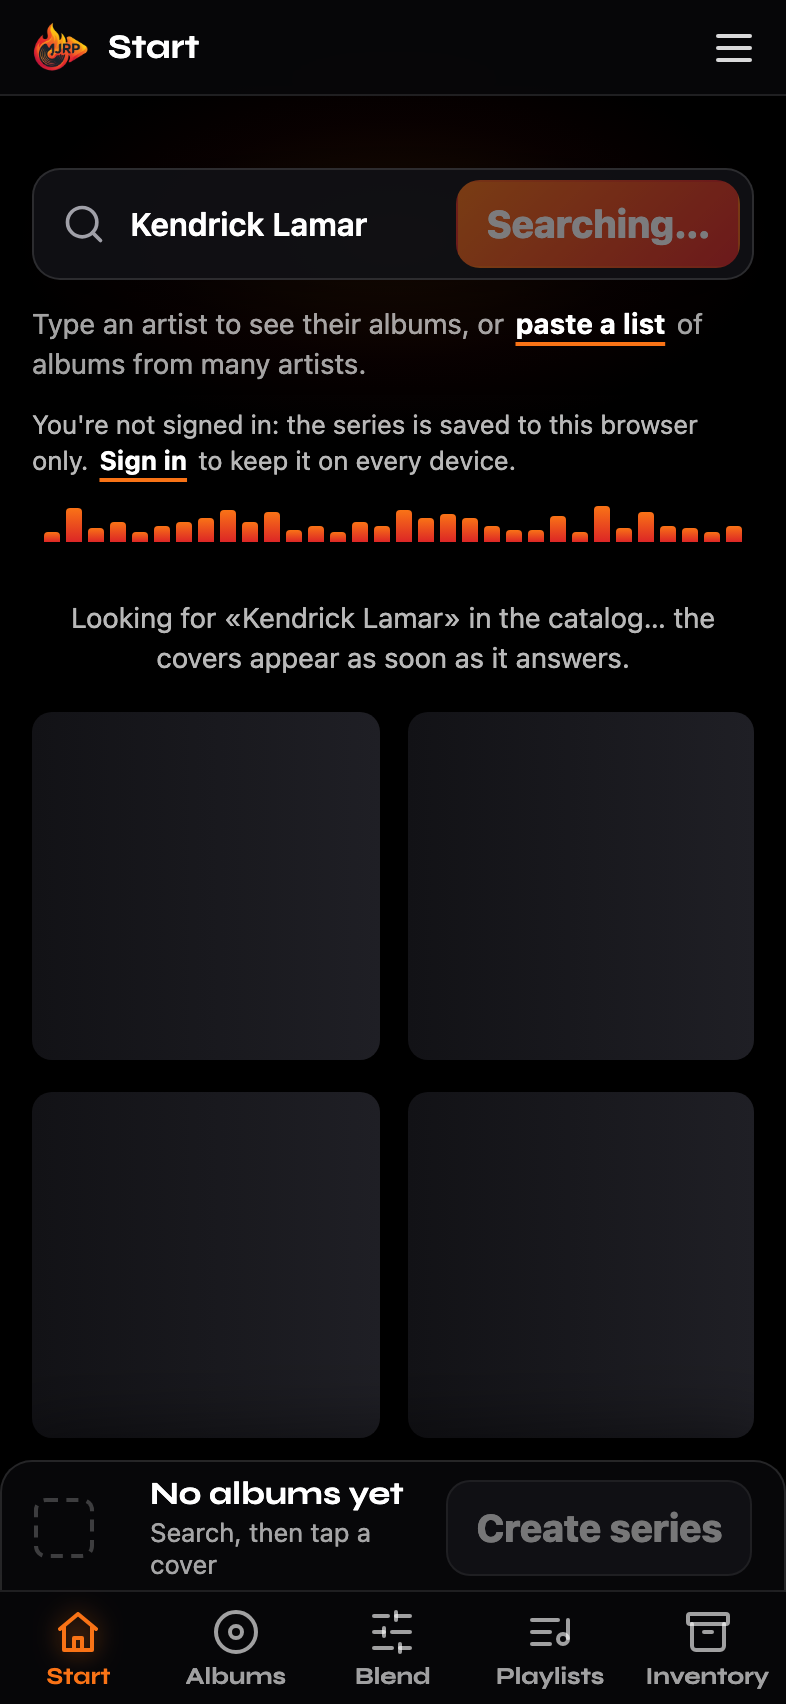 MJRP
Start
Kendrick Lamar
Searching...
Type an artist to see their albums, or paste a list of
albums from many artists.
You're not signed in: the series is saved to this browser
only. Sign in to keep it on every device.
Looking for «Kendrick Lamar» in the catalog... the
covers appear as soon as it answers.
No albums yet
Search, then tap a
cover
Create series
Start
Albums
Blend
Playlists
Inventory